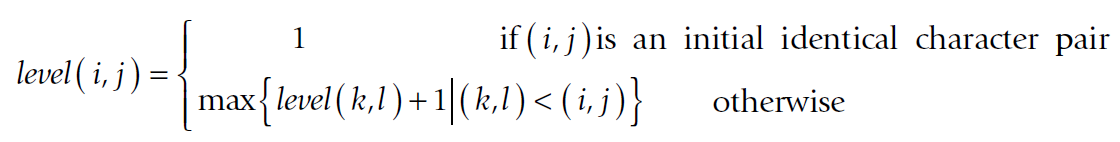 level(i,j) = { 1 if (i,j) is an initial identical character pair
max{level(k,l)+1|(k,l)<(i,j)} otherwise